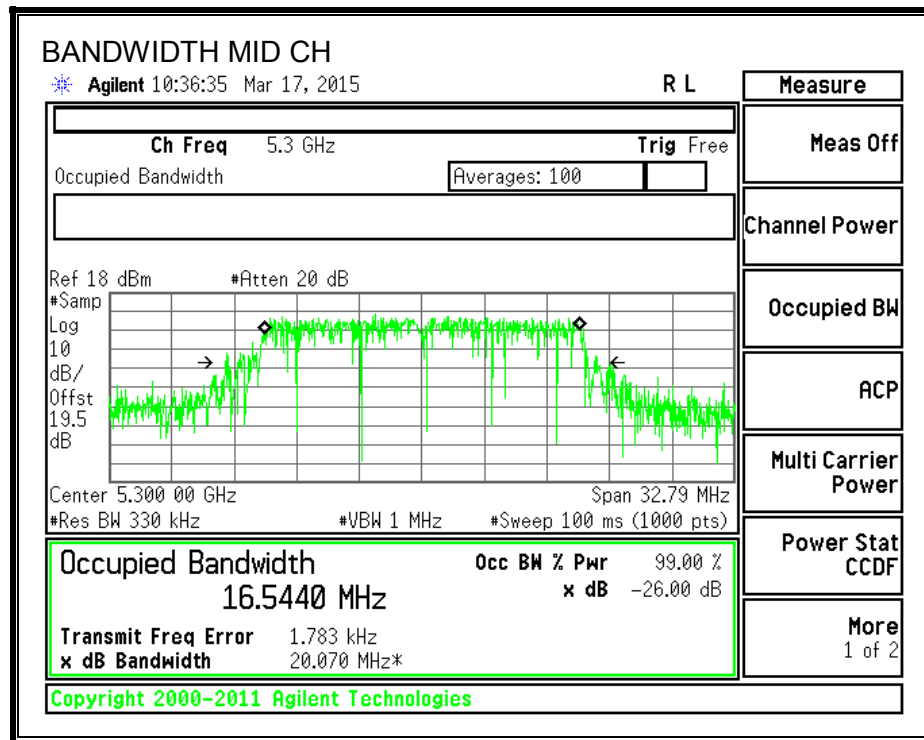 BANDWIDTH MID CH
Agilent 10:36:35 Mar 17, 2015 R L
Measure
Ch Freq 5.3 GHz Trig Free
Meas Off
Occupied Bandwidth Averages: 100
Channel Power
Ref 18 dBm #Atten 20 dB
#Samp
Log
10
dB/
Offst
19.5
dB
Occupied BW
ACP
Center 5.300 00 GHz Span 32.79 MHz
#Res BW 330 kHz #VBW 1 MHz #Sweep 100 ms (1000 pts)
Multi Carrier
Power
Occupied Bandwidth Occ BW % Pwr 99.00 %
16.5440 MHz x dB -26.00 dB
Power Stat
CCDF
Transmit Freq Error 1.783 kHz
x dB Bandwidth 20.070 MHz*
More
1 of 2
Copyright 2000-2011 Agilent Technologies